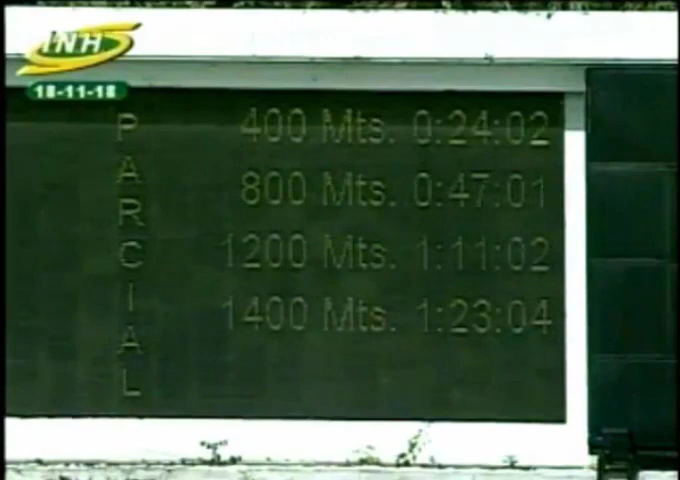 INH
18-11-18
P
A
R
C
I
A
L
400 Mts. 0:24:02
800 Mts. 0:47:01
1200 Mts. 1:11:02
1400 Mts. 1:23:04